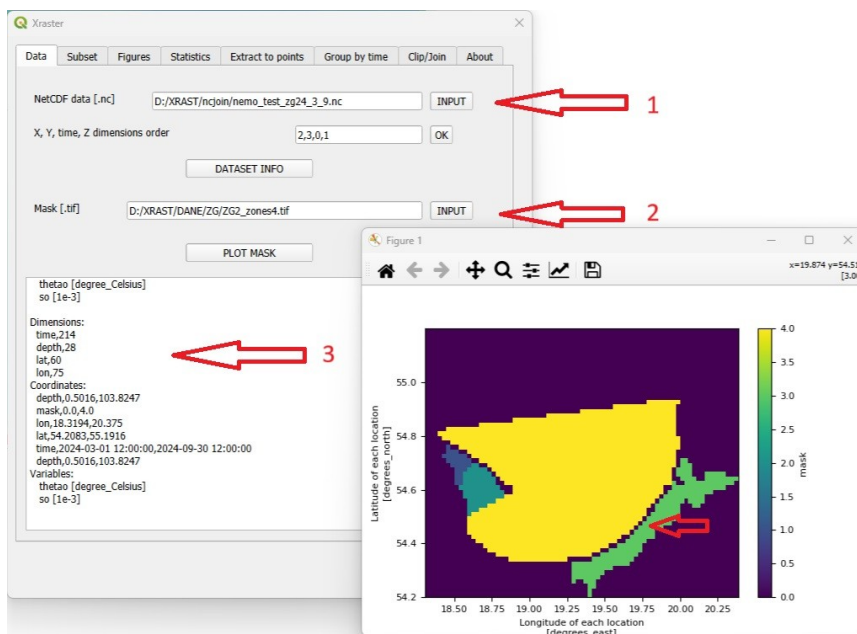 Xraster
Data Subset Figures Statistics Extract to points Group by time Clip/Join About
NetCDF data [.nc] D:/XRAST/ncjoin/nemo_test_zg24_3_9.nc INPUT 1
X, Y, time, Z dimensions order 2,3,0,1 OK
DATASET INFO
Mask [.tif] D:/XRAST/DANE/ZG/ZG2_zones4.tif INPUT 2
PLOT MASK
thetao [degree_Celsius]
so [1e-3]
Dimensions:
time,214
depth,28
lat,60
lon,75
Coordinates:
depth,0.5016,103.8247
mask,0.0,4.0
lon,18.3194,20.375
lat,54.2083,55.1916
time,2024-03-01 12:00:00,2024-09-30 12:00:00
depth,0.5016,103.8247
Variables:
thetao [degree_Celsius]
so [1e-3]
3
Figure 1
x=19.874 y=54.51
[3.00
4.0
3.5
3.0
2.5
2.0
1.5
1.0
0.5
0.0
mask
55.0
54.8
54.6
54.4
54.2
Latitude of each location
[degrees_north]
18.50 18.75 19.00 19.25 19.50 19.75 20.00 20.25
Longitude of each location
[degrees_east]